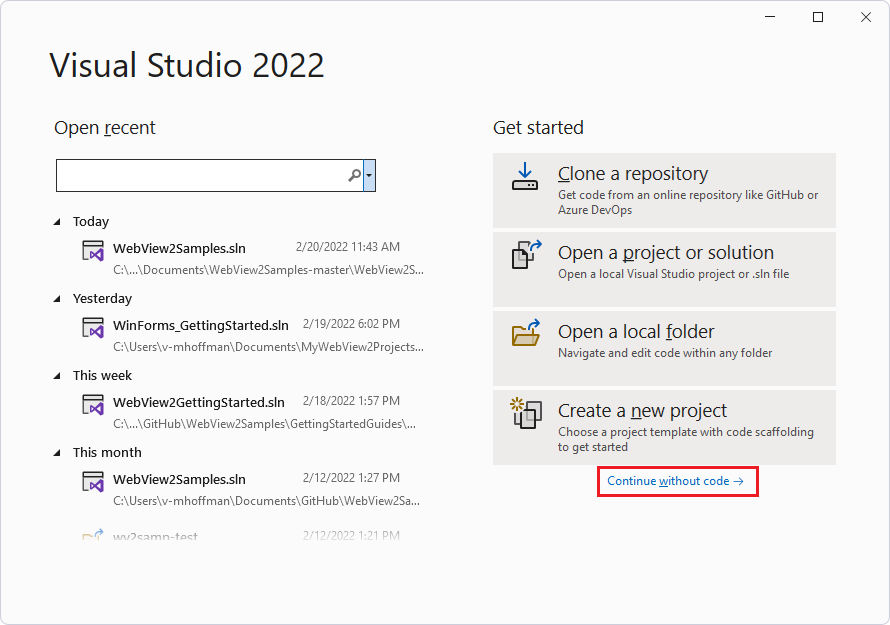 Visual Studio 2022
Open recent
Today
WebView2Samples.sln 2/20/2022 11:43 AM
C:\...\Documents\WebView2Samples-master\WebView2S...
Yesterday
WinForms_GettingStarted.sln 2/19/2022 6:02 PM
C:\Users\v-mhoffman\Documents\MyWebView2Projects...
This week
WebView2GettingStarted.sln 2/18/2022 1:57 PM
C:\...\GitHub\WebView2Samples\GettingStartedGuides\...
This month
WebView2Samples.sln 2/12/2022 1:27 PM
C:\Users\v-mhoffman\Documents\GitHub\WebView2Sa...
wv2samp-test 2/12/2022 1:21 PM
Get started
Clone a repository
Get code from an online repository like GitHub or
Azure DevOps
Open a project or solution
Open a local Visual Studio project or .sln file
Open a local folder
Navigate and edit code within any folder
Create a new project
Choose a project template with code scaffolding
to get started
Continue without code →